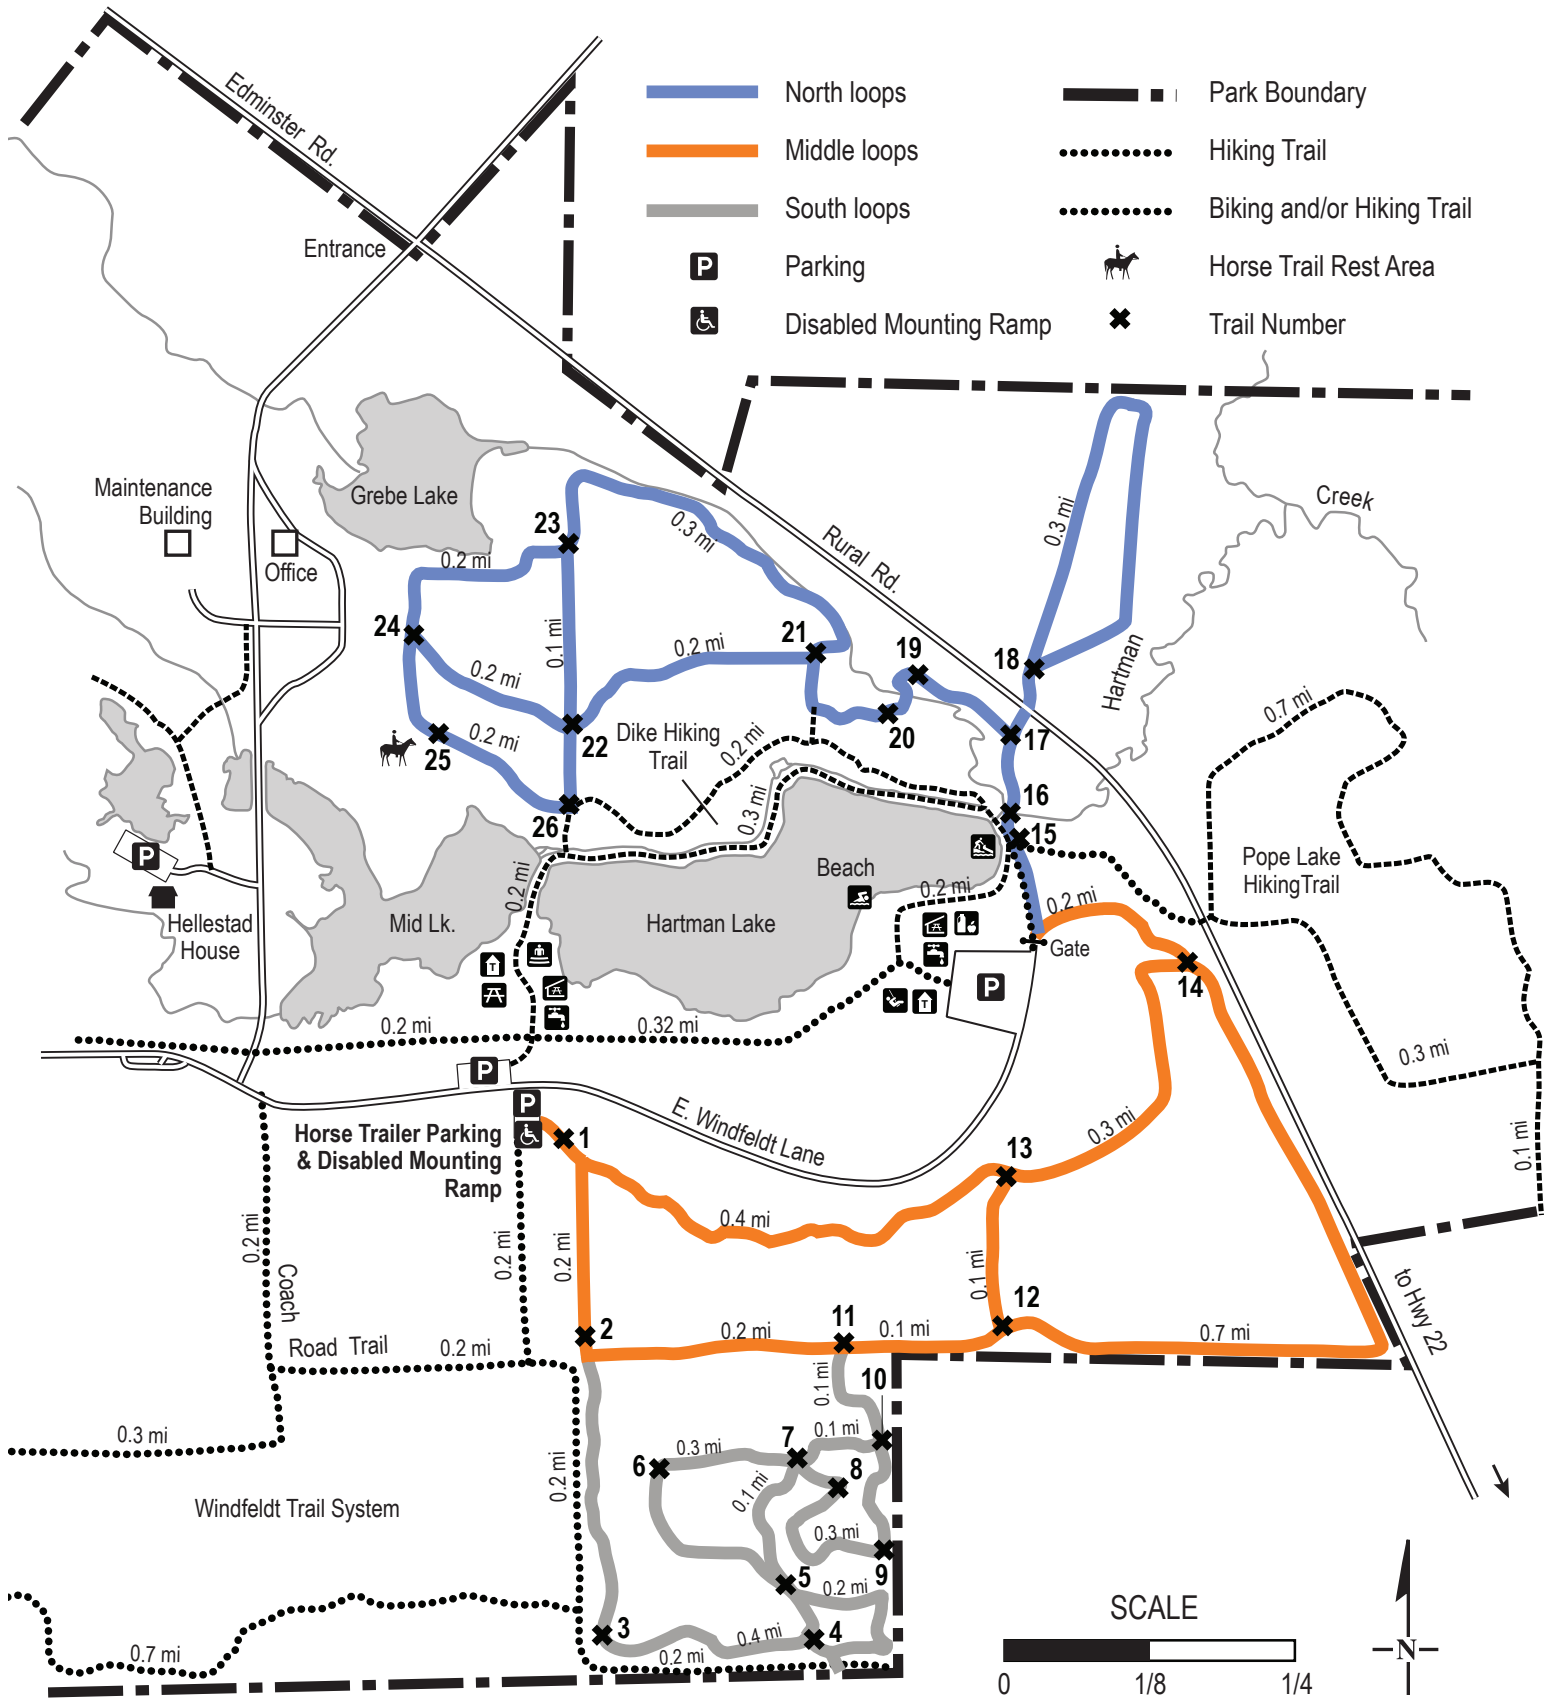 North loops
Middle loops
South loops
P
Parking
Disabled Mounting Ramp
Park Boundary
Hiking Trail
Biking and/or Hiking Trail
Horse Trail Rest Area
Trail Number
Edminster Rd.
Entrance
Maintenance
Building
Office
Grebe Lake
23
0.3 mi
0.2 mi
24
0.1 mi
0.2 mi
0.2 mi
21
22
25
0.2 mi
26
Rural Rd.
19
20
18
0.3 mi
17
16
15
Creek
Hartman
0.7 mi
Dike Hiking
Trail
0.2 mi
0.3 mi
Beach
0.2 mi
Pope Lake
HikingTrail
P
Hellestad
House
Mid Lk.
0.2 mi
Hartman Lake
T
T
P
Gate
0.2 mi
14
0.2 mi
0.32 mi
0.3 mi
0.1 mi
P
P
Horse Trailer Parking
& Disabled Mounting
Ramp
1
E. Windfeldt Lane
13
0.3 mi
0.4 mi
0.2 mi
Coach
0.2 mi
0.2 mi
0.1 mi
12
11
2
Road Trail
0.2 mi
0.2 mi
0.1 mi
0.7 mi
to Hwy 22
0.1 mi
10
0.3 mi
7
0.1 mi
6
0.3 mi
8
0.1 mi
0.2 mi
Windfeldt Trail System
0.3 mi
5
0.2 mi
9
3
0.4 mi
4
0.2 mi
0.7 mi
SCALE
0 1/8 1/4
N